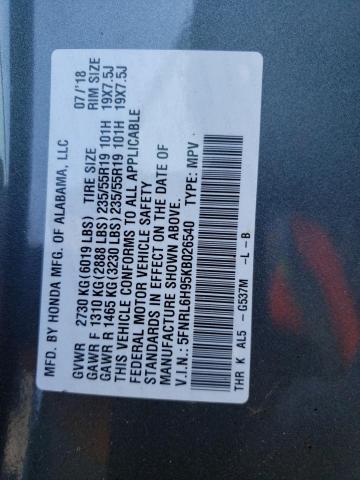 MFD. BY HONDA MFG. OF ALABAMA, LLC 07/'18
GVWR 2730 KG(6019 LBS) TIRE SIZE RIM SIZE
GAWR F 1310 KG(2888 LBS) 235/55R19 101H 19X7.5J
GAWR R 1465 KG(3230 LBS) 235/55R19 101H 19X7.5J
THIS VEHICLE CONFORMS TO ALL APPLICABLE
FEDERAL MOTOR VEHICLE SAFETY
STANDARDS IN EFFECT ON THE DATE OF
MANUFACTURE SHOWN ABOVE.
V.I.N.: 5FNRL6H95KB026540 TYPE: MPV
THR K AL5 - G537M -L -B